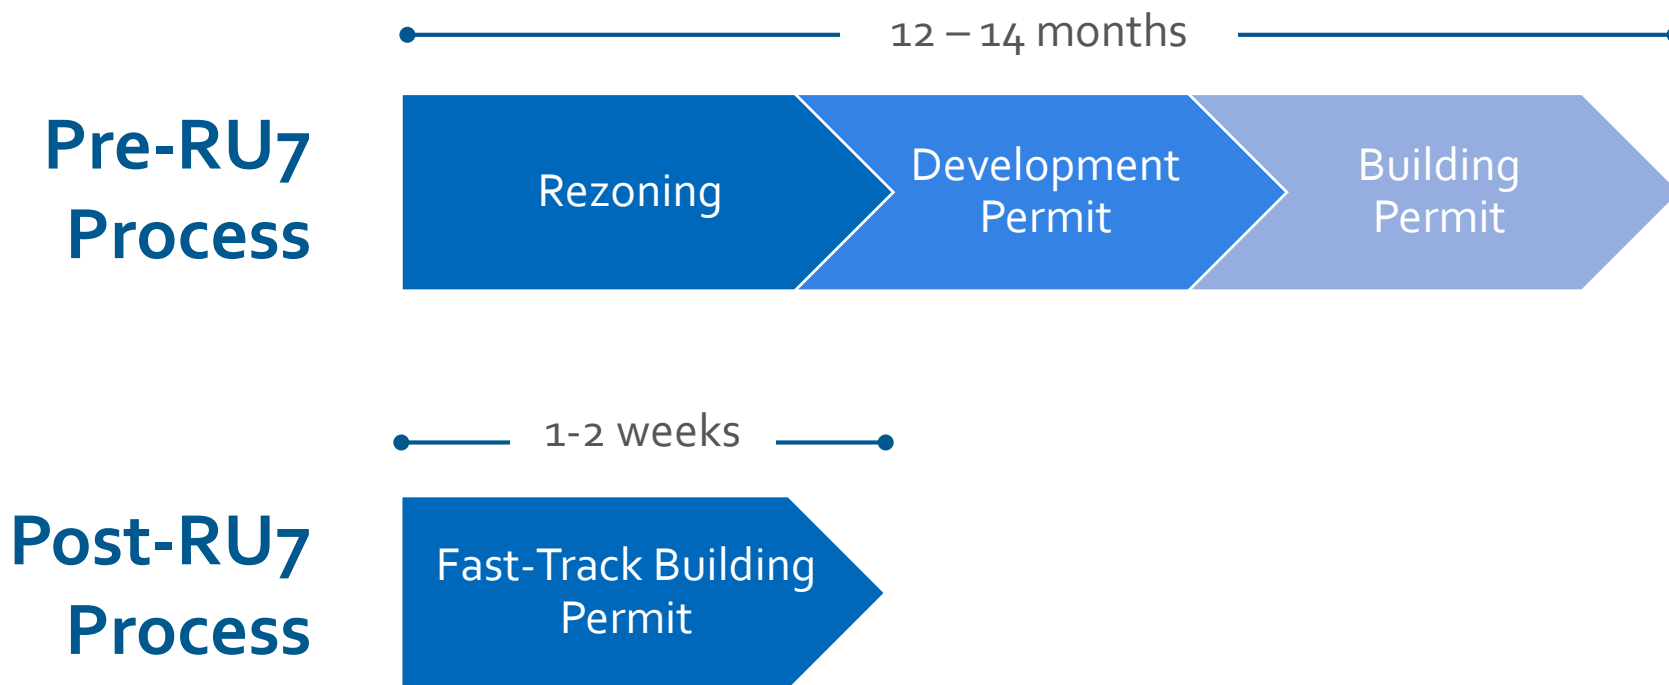 12 – 14 months
Pre-RU7
Process
Rezoning
Development
Permit
Building
Permit
1-2 weeks
Post-RU7
Process
Fast-Track Building
Permit